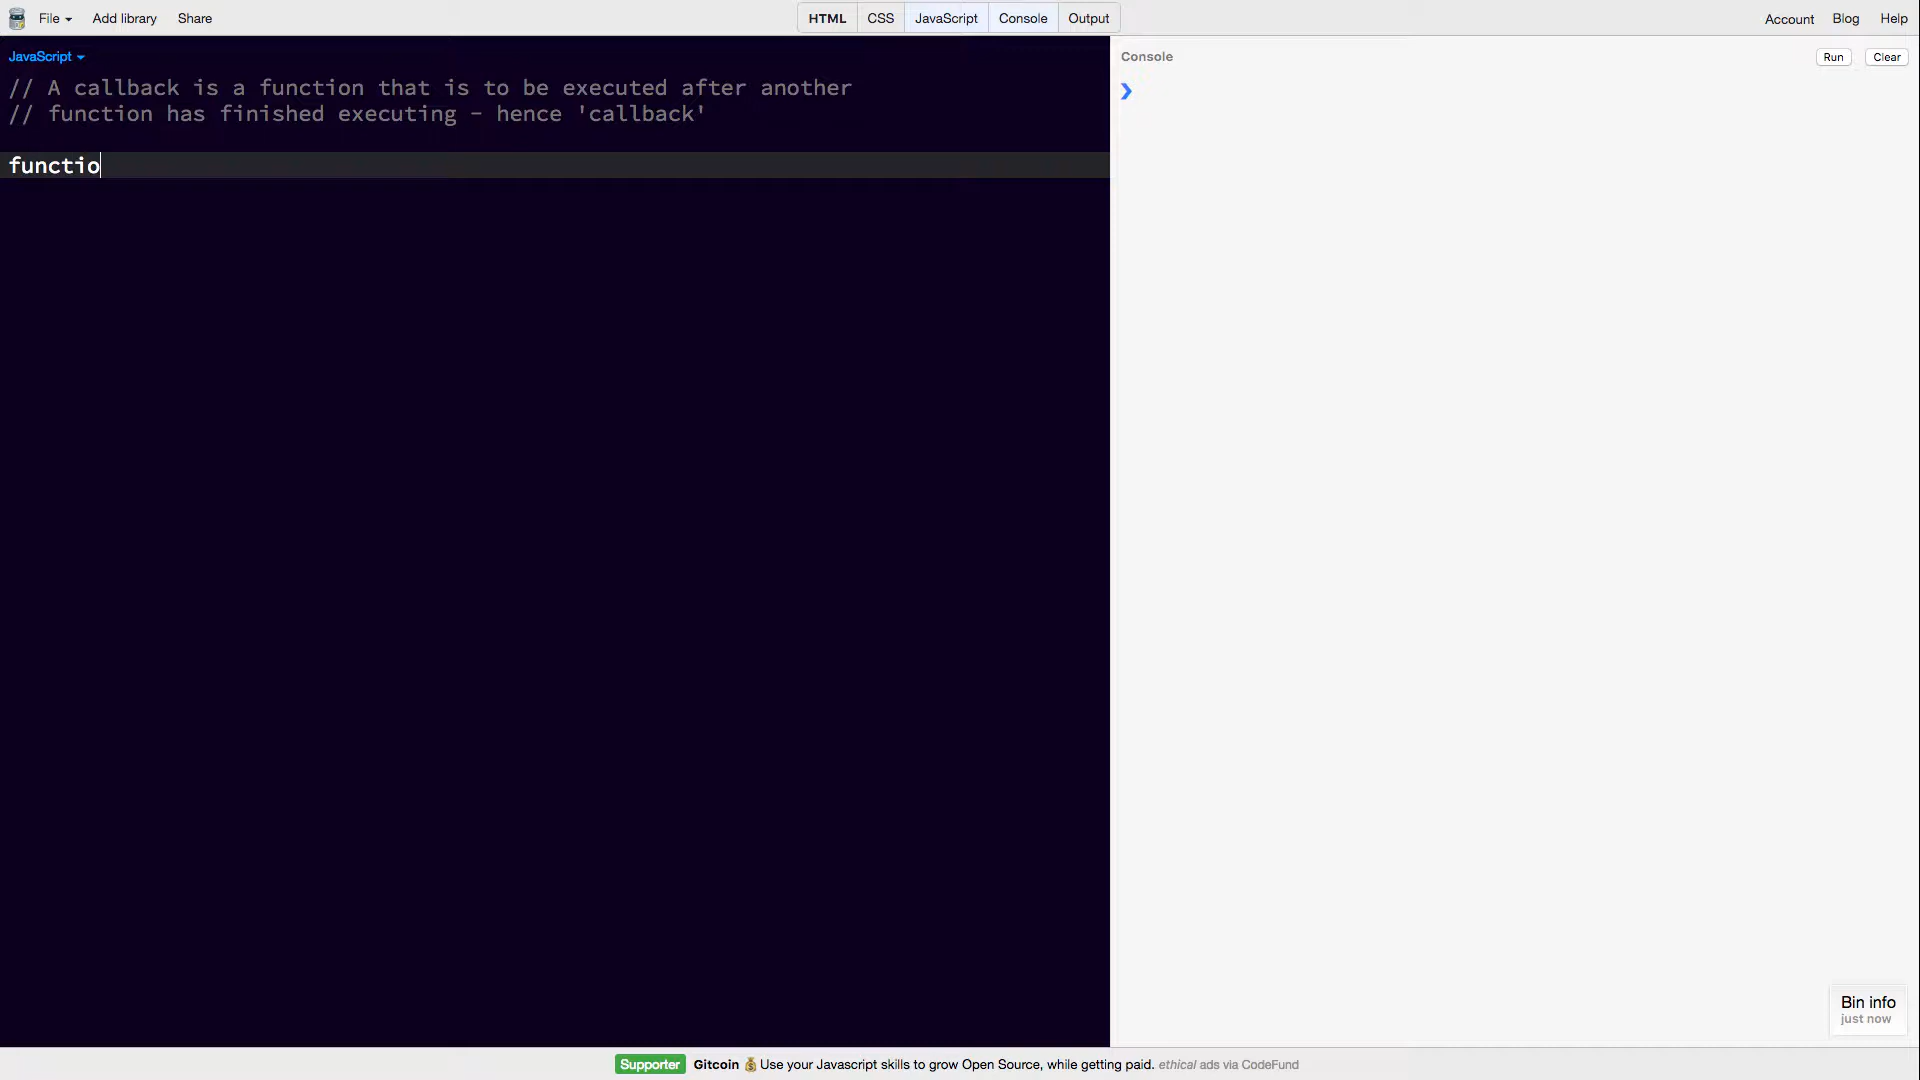 File Add library Share HTML CSS JavaScript Console Output Account Blog Help
JavaScript
// A callback is a function that is to be executed after another
// function has finished executing - hence 'callback'
functio
Console Run Clear
Bin info
just now
Supporter Gitcoin 💰 Use your Javascript skills to grow Open Source, while getting paid. ethical ads via CodeFund